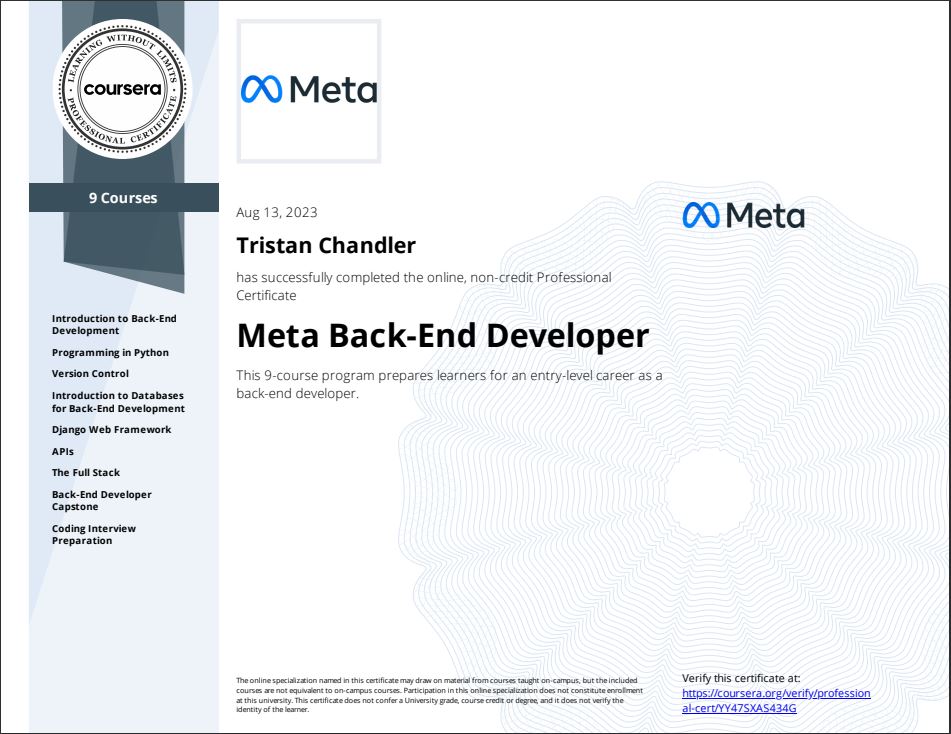 LEARNING WITHOUT LIMITS
coursera
PROFESSIONAL CERTIFICATE
9 Courses
Introduction to Back-End
Development
Programming in Python
Version Control
Introduction to Databases
for Back-End Development
Django Web Framework
APIs
The Full Stack
Back-End Developer
Capstone
Coding Interview
Preparation
Meta
Aug 13, 2023
Tristan Chandler
has successfully completed the online, non-credit Professional
Certificate
Meta Back-End Developer
This 9-course program prepares learners for an entry-level career as a
back-end developer.
Meta
The online specialization named in this certificate may draw on material from courses taught on-campus, but the included
courses are not equivalent to on-campus courses. Participation in this online specialization does not constitute enrollment
at this university. This certificate does not confer a University grade, course credit or degree, and it does not verify the
identity of the learner.
Verify this certificate at:
https://coursera.org/verify/profession
al-cert/YY47SXAS434G